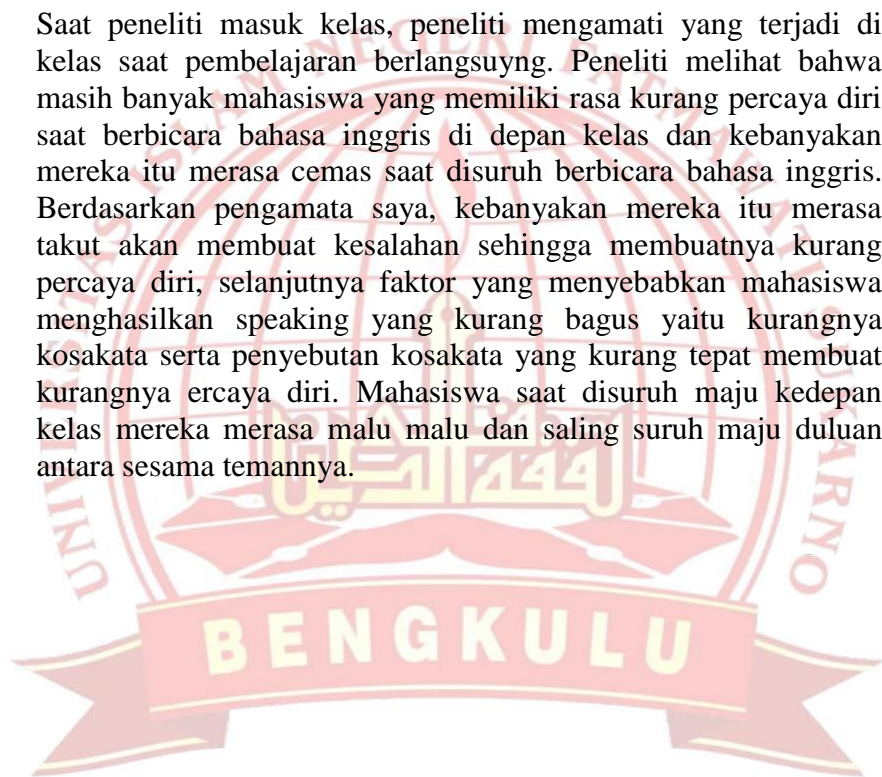 Saat peneliti masuk kelas, peneliti mengamati yang terjadi di
kelas saat pembelajaran berlangsuyng. Peneliti melihat bahwa
masih banyak mahasiswa yang memiliki rasa kurang percaya diri
saat berbicara bahasa inggris di depan kelas dan kebanyakan
mereka itu merasa cemas saat disuruh berbicara bahasa inggris.
Berdasarkan pengamata saya, kebanyakan mereka itu merasa
takut akan membuat kesalahan sehingga membuatnya kurang
percaya diri, selanjutnya faktor yang menyebabkan mahasiswa
menghasilkan speaking yang kurang bagus yaitu kurangnya
kosakata serta penyebutan kosakata yang kurang tepat membuat
kurangnya ercaya diri. Mahasiswa saat disuruh maju kedepan
kelas mereka merasa malu malu dan saling suruh maju duluan
antara sesama temannya.
UNIVERSITAS ISLAM NEGERI FATMAWATI SUKARNO
BENGKULU